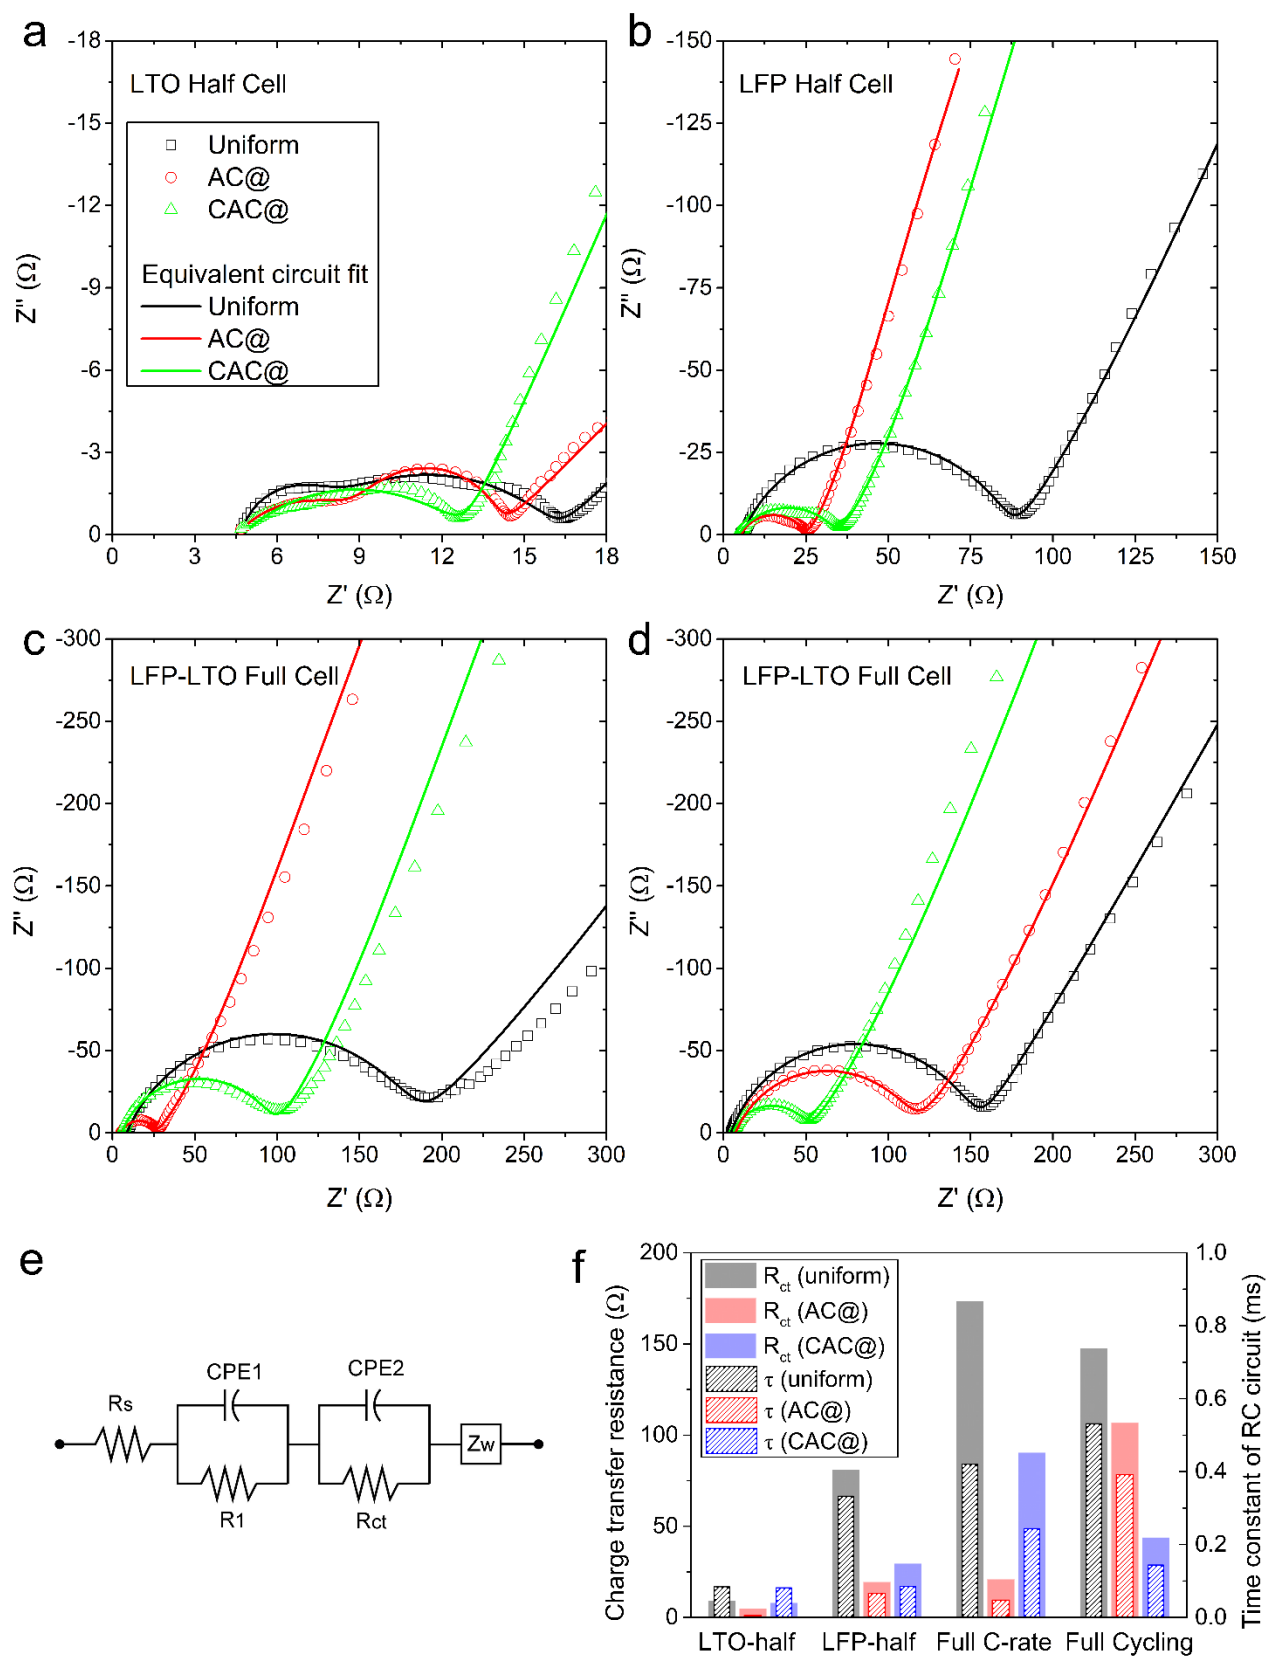 a
-18
-15
-12
-9
-6
-3
0
0 3 6 9 12 15 18
Z'' (Ω)
Z' (Ω)
LTO Half Cell
Uniform
AC@
CAC@
Equivalent circuit fit
Uniform
AC@
CAC@
b
-150
-125
-100
-75
-50
-25
0
0 25 50 75 100 125 150
Z'' (Ω)
Z' (Ω)
LFP Half Cell
c
-300
-250
-200
-150
-100
-50
0
0 50 100 150 200 250 300
Z'' (Ω)
Z' (Ω)
LFP-LTO Full Cell
d
-300
-250
-200
-150
-100
-50
0
0 50 100 150 200 250 300
Z'' (Ω)
Z' (Ω)
LFP-LTO Full Cell
e
CPE1
CPE2
Rs
Zw
R1
Rct
f
200
150
100
50
0
Charge transfer resistance (Ω)
R_ct (uniform)
R_ct (AC@)
R_ct (CAC@)
τ (uniform)
τ (AC@)
τ (CAC@)
1.0
0.8
0.6
0.4
0.2
0.0
Time constant of RC circuit (ms)
LTO-half LFP-half Full C-rate Full Cycling